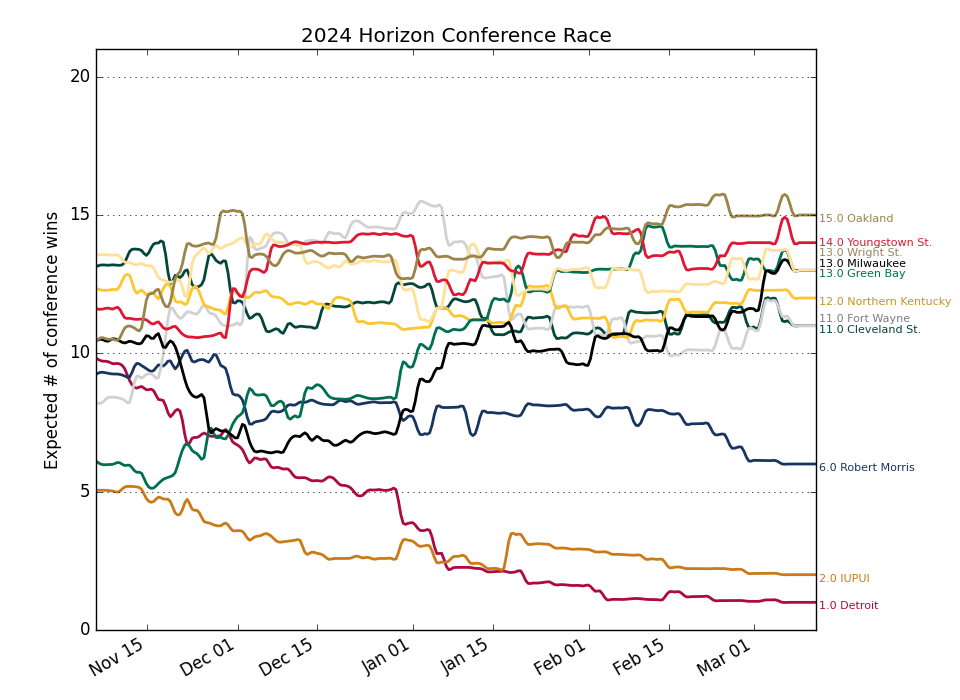 2024 Horizon Conference Race
Expected # of conference wins
20
15
10
5
0
Nov 15
Dec 01
Dec 15
Jan 01
Jan 15
Feb 01
Feb 15
Mar 01
15.0 Oakland
14.0 Youngstown St.
13.0 Wright St.
13.0 Milwaukee
13.0 Green Bay
12.0 Northern Kentucky
11.0 Fort Wayne
11.0 Cleveland St.
6.0 Robert Morris
2.0 IUPUI
1.0 Detroit